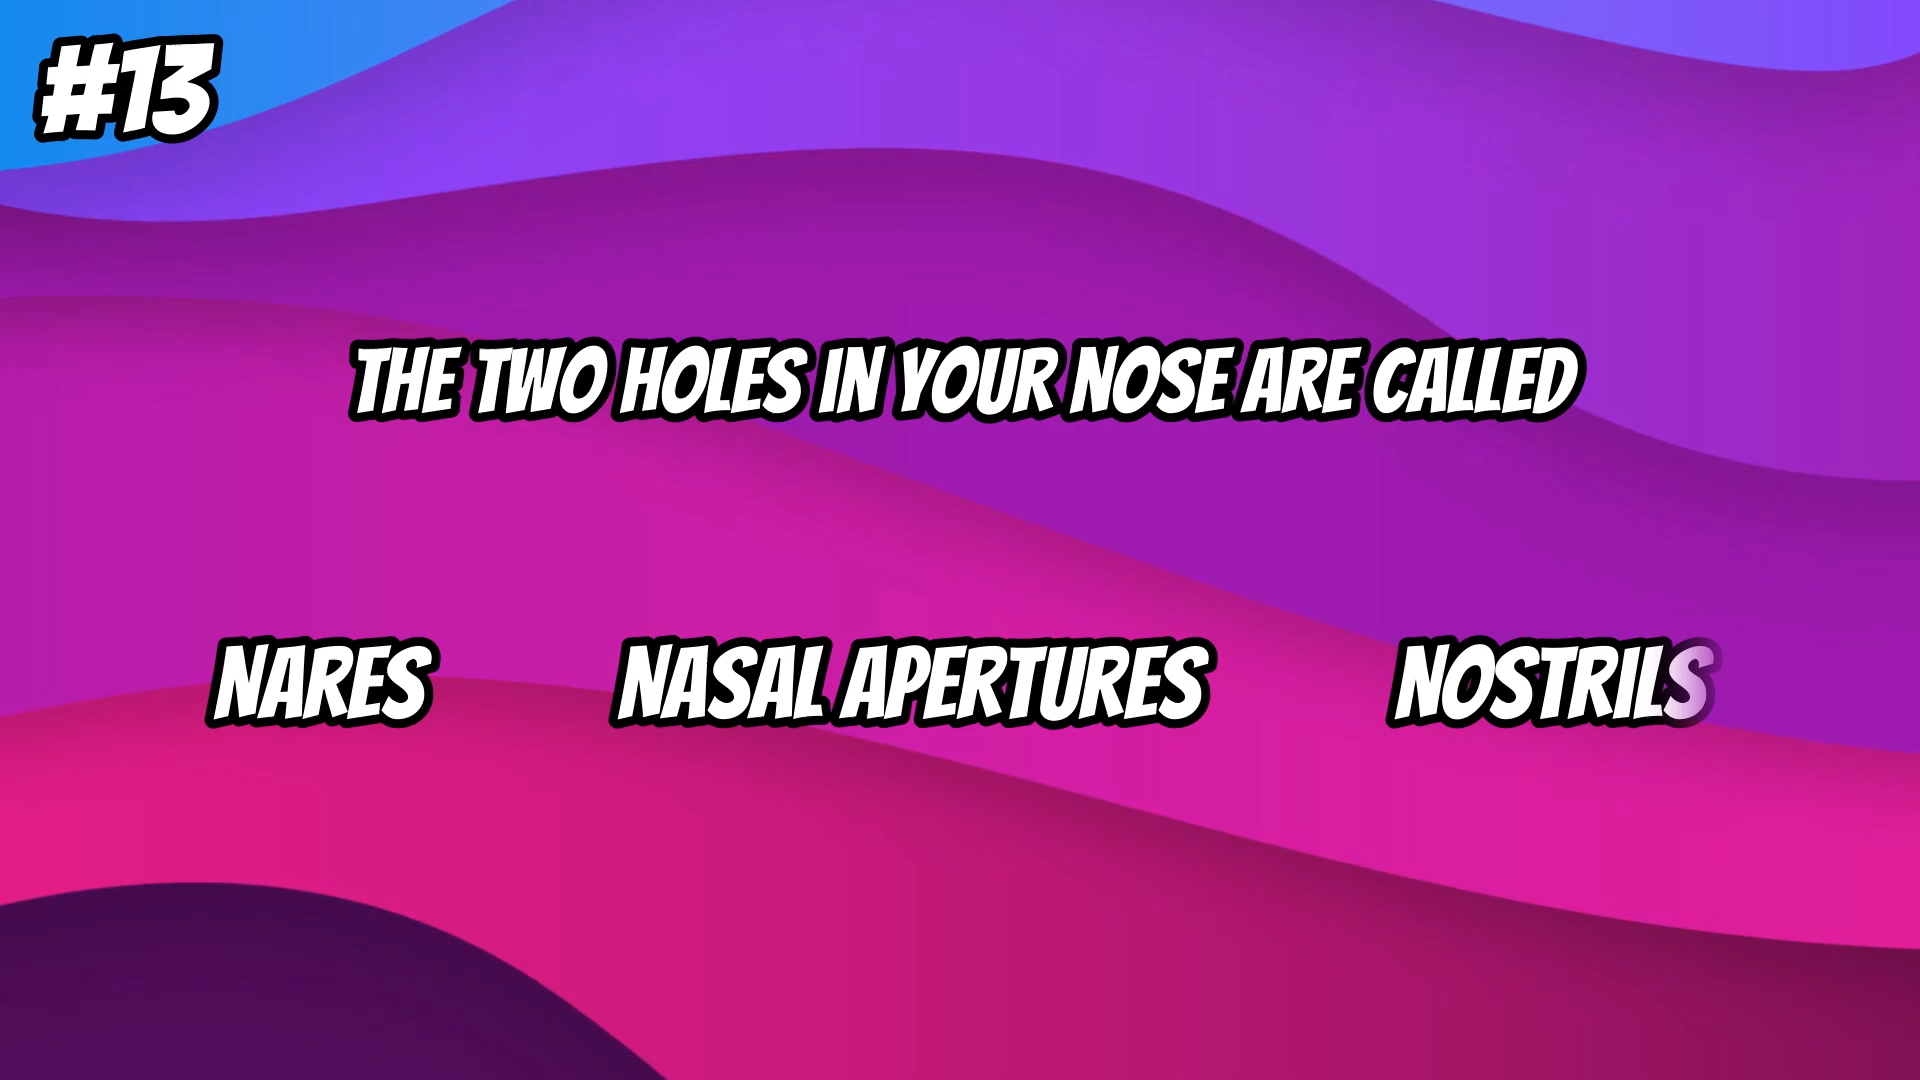 #13
THE TWO HOLES IN YOUR NOSE ARE CALLED
NARES NASAL APERTURES NOSTRILS